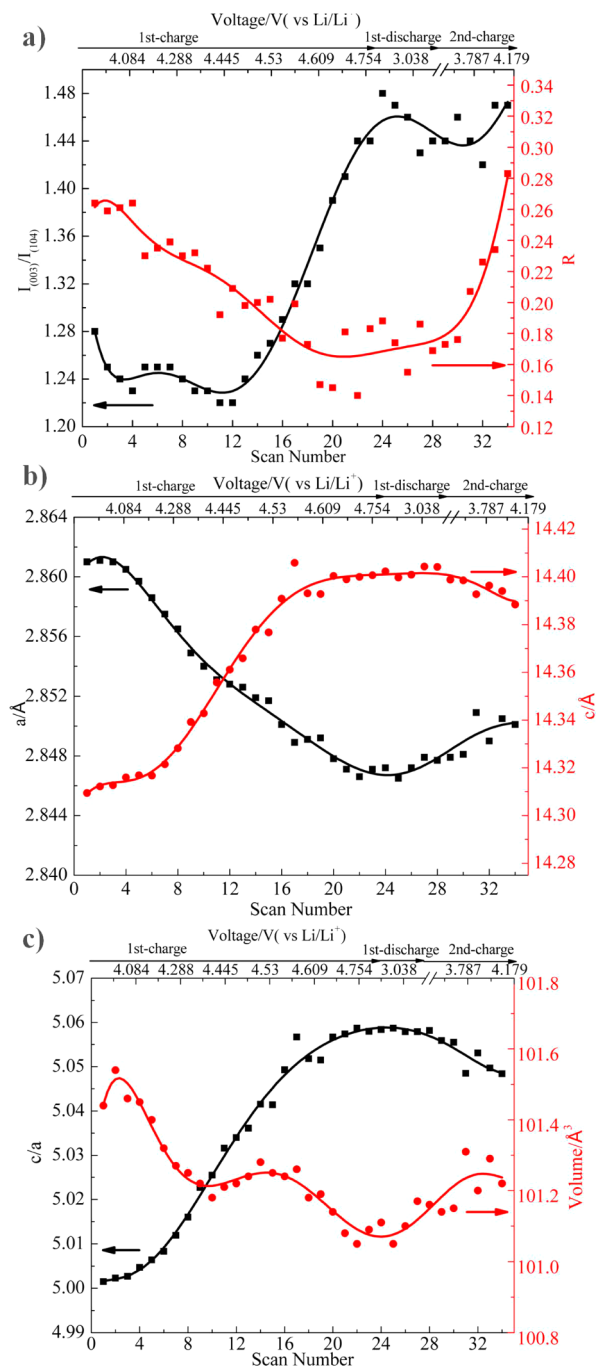 a)
Voltage/V( vs Li/Li )
1st-charge 1st-discharge 2nd-charge
4.084 4.288 4.445 4.53 4.609 4.754 3.038 3.787 4.179
1.48
1.44
1.40
1.36
1.32
1.28
1.24
1.20
I(003)/I(104)
0.34
0.32
0.30
0.28
0.26
0.24
0.22
0.20
0.18
0.16
0.14
0.12
R
0 4 8 12 16 20 24 28 32
Scan Number
b)
Voltage/V( vs Li/Li+)
1st-charge 1st-discharge 2nd-charge
4.084 4.288 4.445 4.53 4.609 4.754 3.038 3.787 4.179
2.864
2.860
2.856
2.852
2.848
2.844
2.840
a/Å
14.42
14.40
14.38
14.36
14.34
14.32
14.30
14.28
c/Å
0 4 8 12 16 20 24 28 32
Scan Number
c)
Voltage/V( vs Li/Li+)
1st-charge 1st-discharge 2nd-charge
4.084 4.288 4.445 4.53 4.609 4.754 3.038 3.787 4.179
5.07
5.06
5.04
5.03
5.02
5.01
5.00
4.99
c/a
101.8
101.6
101.4
101.2
101.0
100.8
Volume/Å3
0 4 8 12 16 20 24 28 32
Scan Number